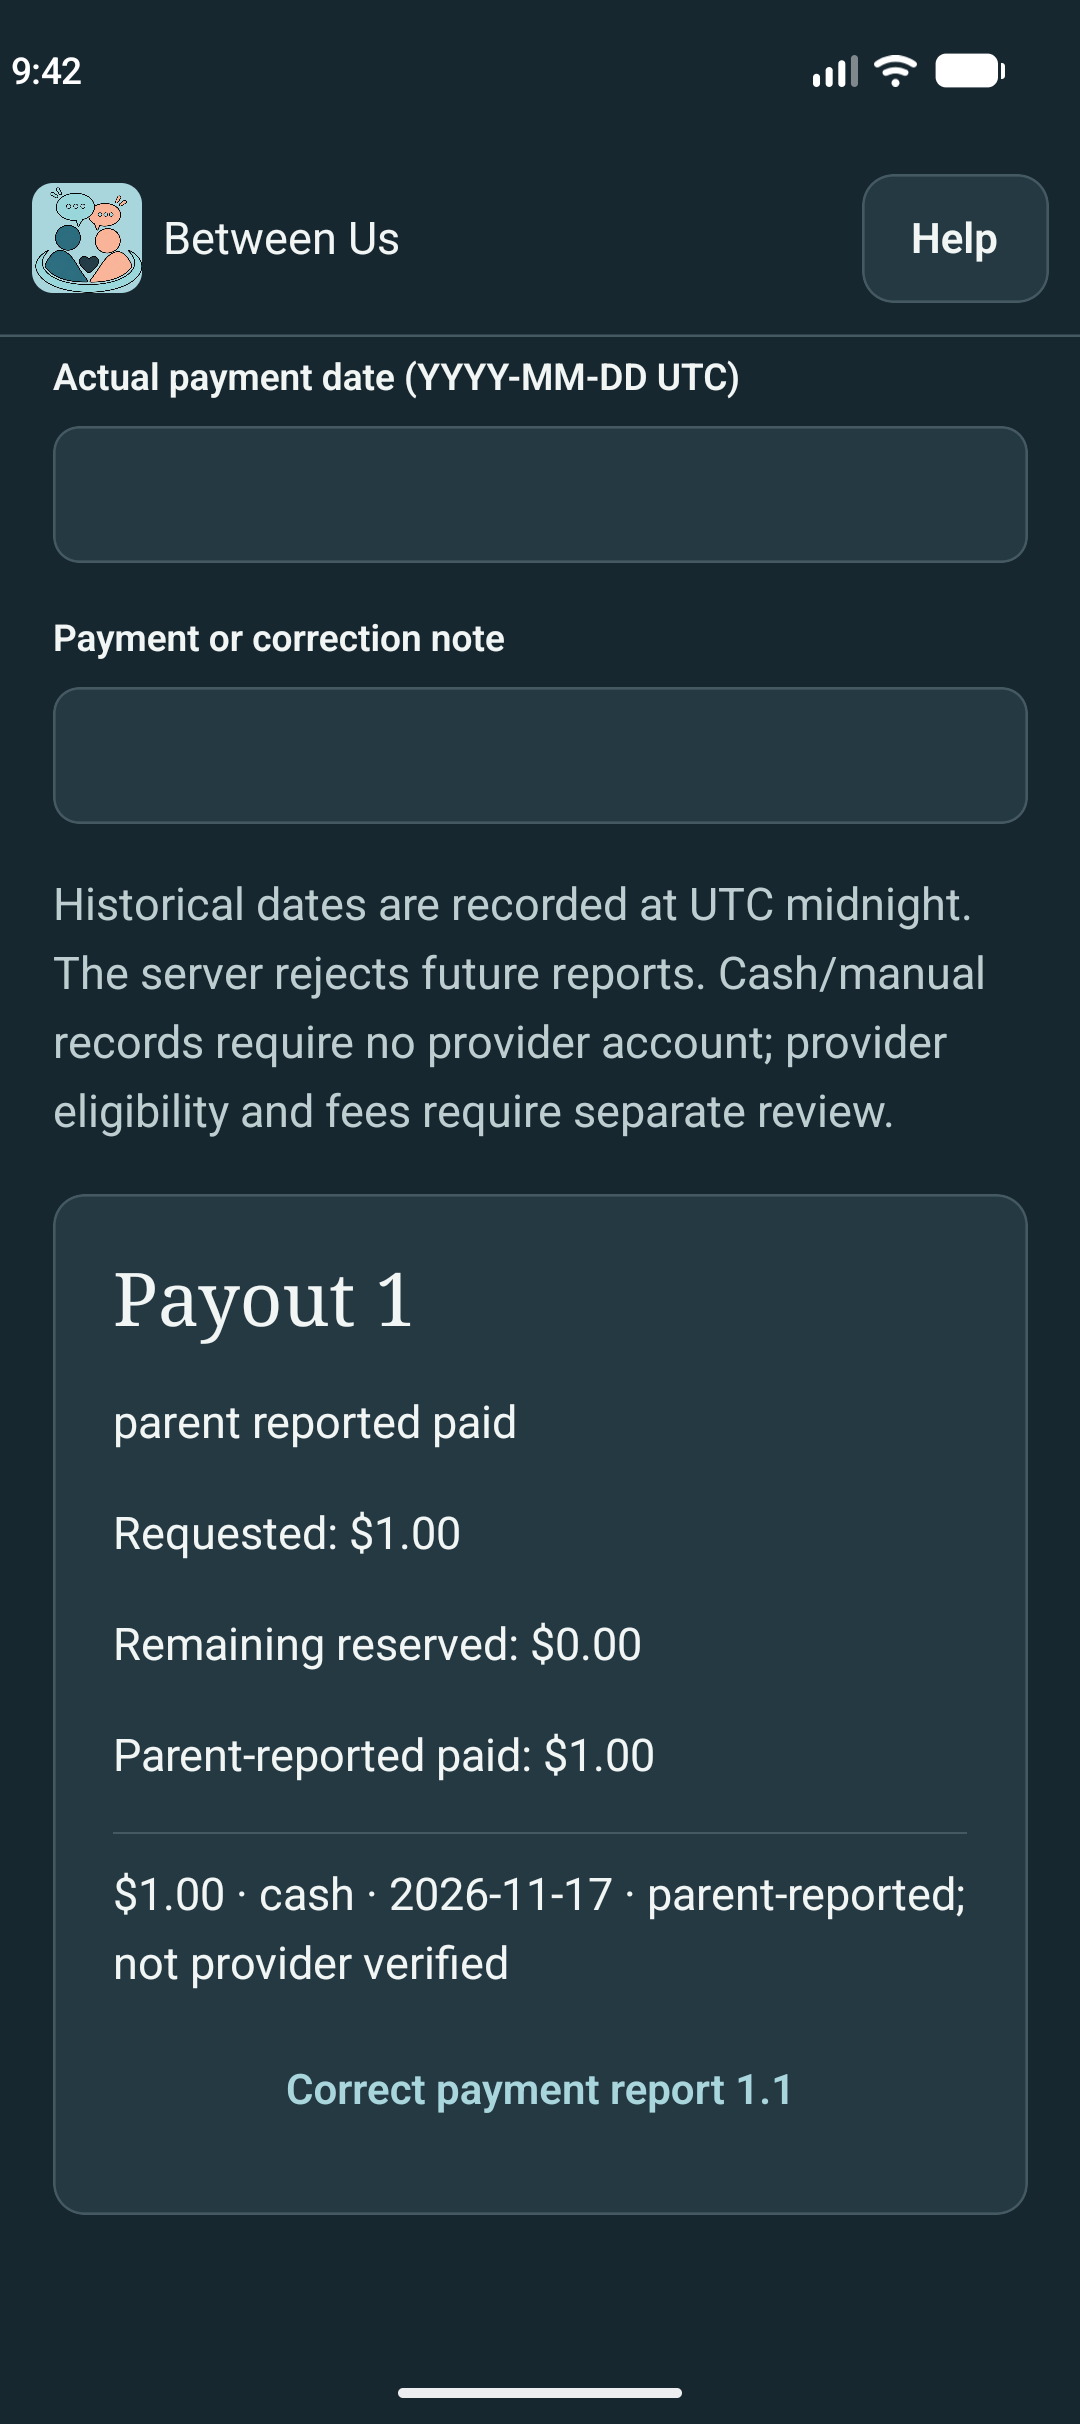 9:42
Between Us
Help
Actual payment date (YYYY-MM-DD UTC)
Payment or correction note
Historical dates are recorded at UTC midnight.
The server rejects future reports. Cash/manual
records require no provider account; provider
eligibility and fees require separate review.
Payout 1
parent reported paid
Requested: $1.00
Remaining reserved: $0.00
Parent-reported paid: $1.00
$1.00 · cash · 2026-11-17 · parent-reported;
not provider verified
Correct payment report 1.1